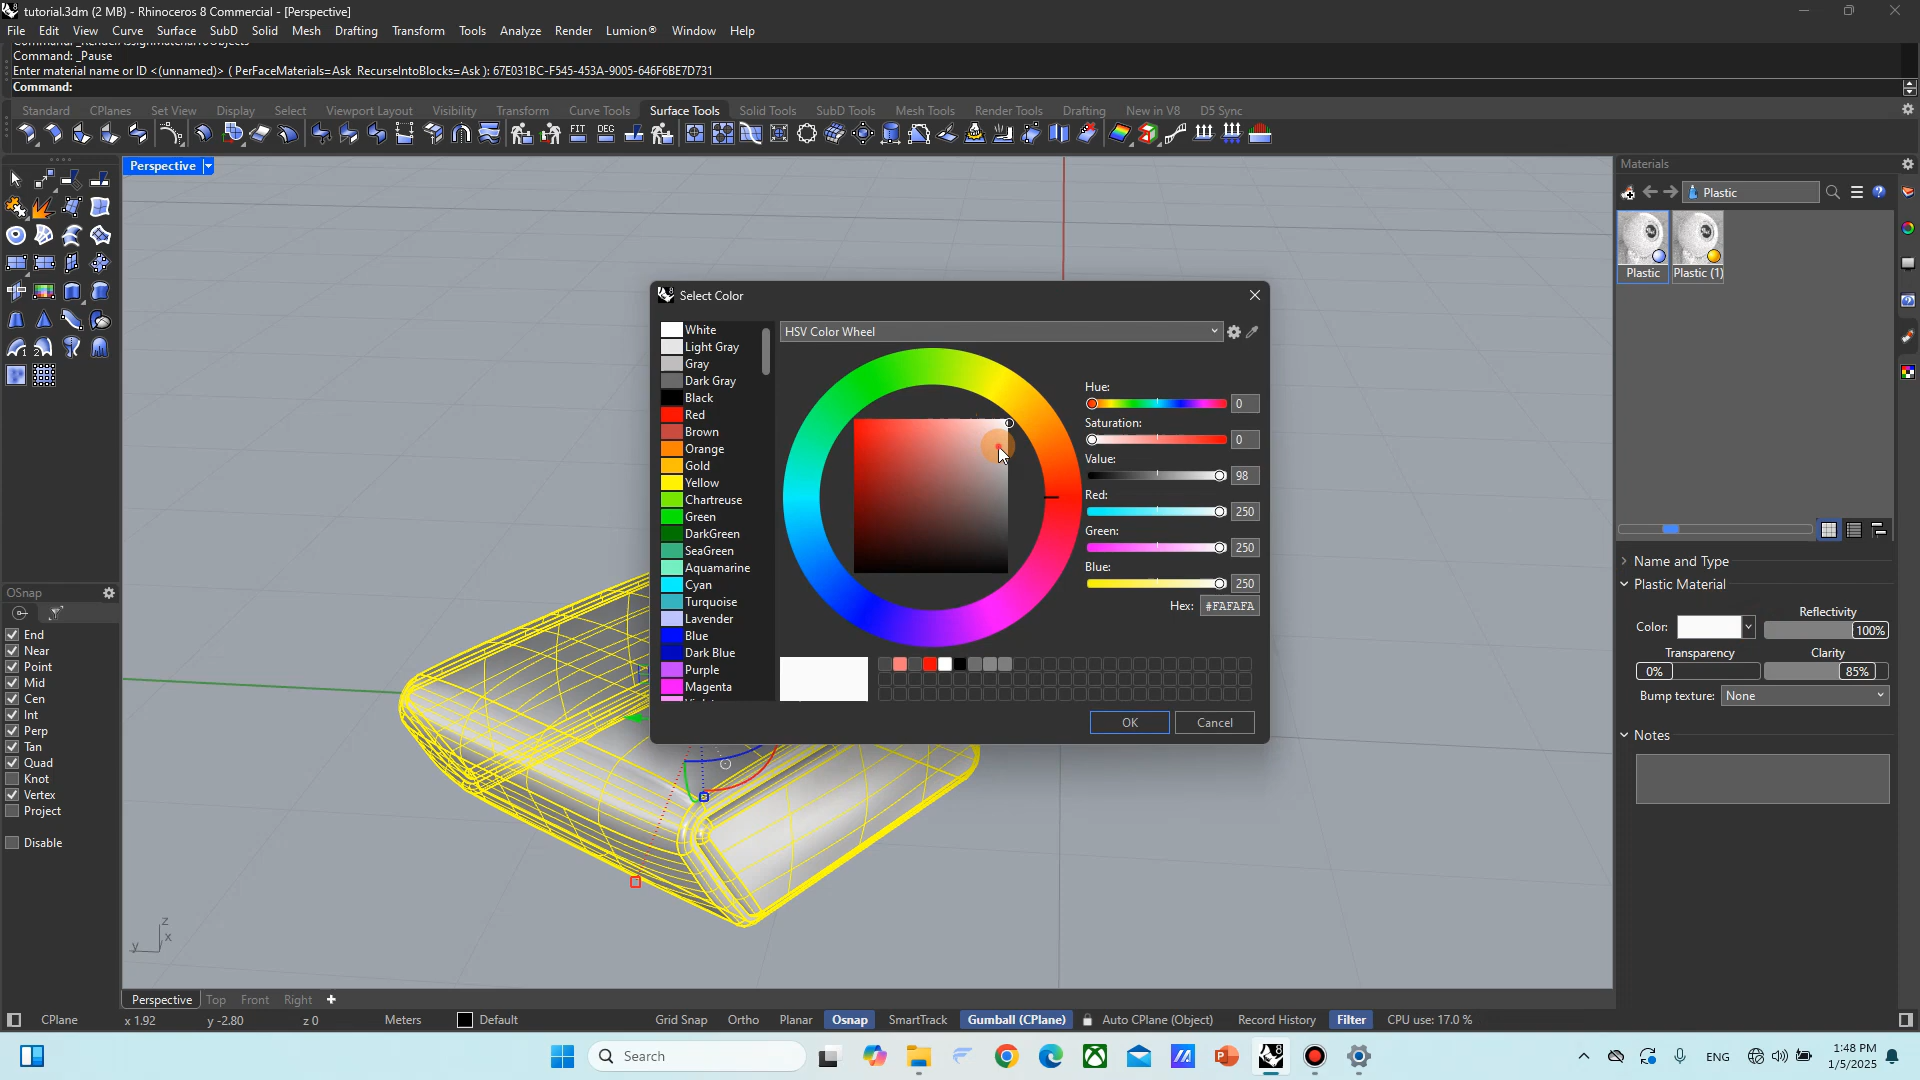 tutorial.3dm (2 MB) - Rhinoceros 8 Commercial - [Perspective]
File Edit View Curve Surface SubD Solid Mesh Drafting Transform Tools Analyze Render Lumion® Window Help
Command: _Pause
Enter material name or ID <(unnamed)> ( PerFaceMaterials=Ask RecurseIntoBlocks=Ask ): 67E031BC-F545-453A-9005-646F6BE7D731
Command:
Standard CPlanes Set View Display Select Viewport Layout Visibility Transform Curve Tools Surface Tools Solid Tools SubD Tools Mesh Tools Render Tools Drafting New in V8 D5 Sync
FIT DEG
Perspective
Materials
Plastic
Plastic
Plastic (1)
Select Color
White
Light Gray
Gray
Dark Gray
Black
Red
Brown
Orange
Gold
Yellow
Chartreuse
Green
DarkGreen
SeaGreen
Aquamarine
Cyan
Turquoise
Lavender
Blue
Dark Blue
Purple
Magenta
HSV Color Wheel
Hue: 0
Saturation: 0
Value: 98
Red: 250
Green: 250
Blue: 250
Hex: #FAFAFA
OK Cancel
Name and Type
Plastic Material
Reflectivity
Color: 100%
Transparency Clarity
0% 85%
Bump texture: None
Notes
OSnap
End
Near
Point
Mid
Cen
Int
Perp
Tan
Quad
Knot
Vertex
Project
Disable
z
y x
Perspective Top Front Right
CPlane x 1.92 y -2.80 z 0 Meters Default Grid Snap Ortho Planar Osnap SmartTrack Gumball (CPlane) Auto CPlane (Object) Record History Filter CPU use: 17.0 %
Search
ENG
1:48 PM
1/5/2025